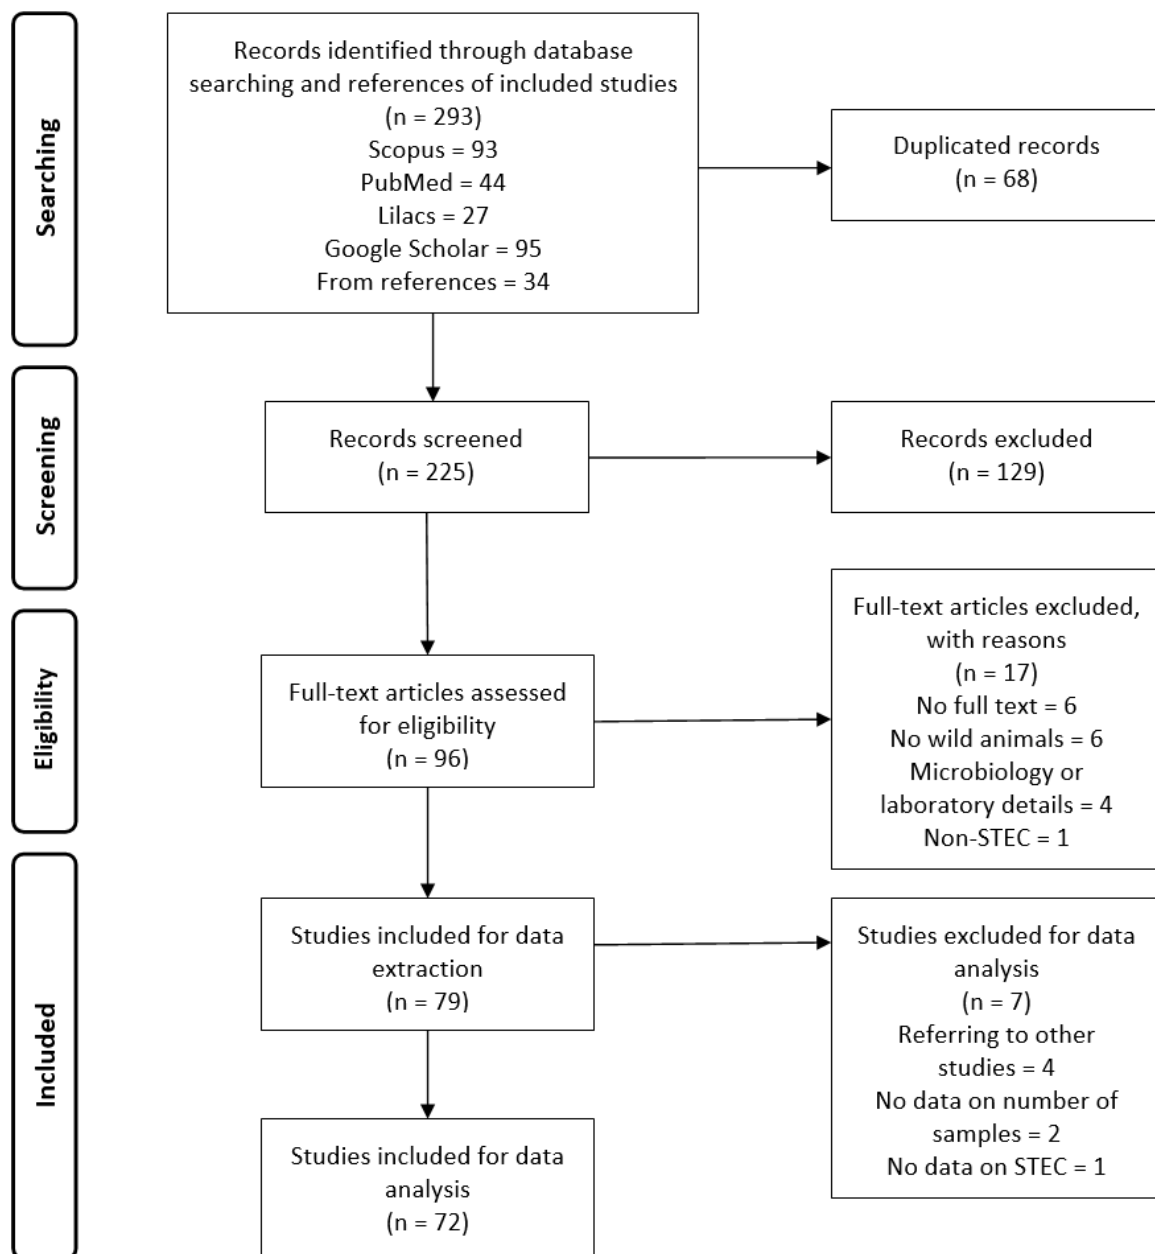 Searching
Records identified through database
searching and references of included studies
(n = 293)
Scopus = 93
PubMed = 44
Lilacs = 27
Google Scholar = 95
From references = 34
Duplicated records
(n = 68)
Screening
Records screened
(n = 225)
Records excluded
(n = 129)
Eligibility
Full-text articles assessed
for eligibility
(n = 96)
Full-text articles excluded,
with reasons
(n = 17)
No full text = 6
No wild animals = 6
Microbiology or
laboratory details = 4
Non-STEC = 1
Included
Studies included for data
extraction
(n = 79)
Studies excluded for data
analysis
(n = 7)
Referring to other
studies = 4
No data on number of
samples = 2
No data on STEC = 1
Studies included for data
analysis
(n = 72)